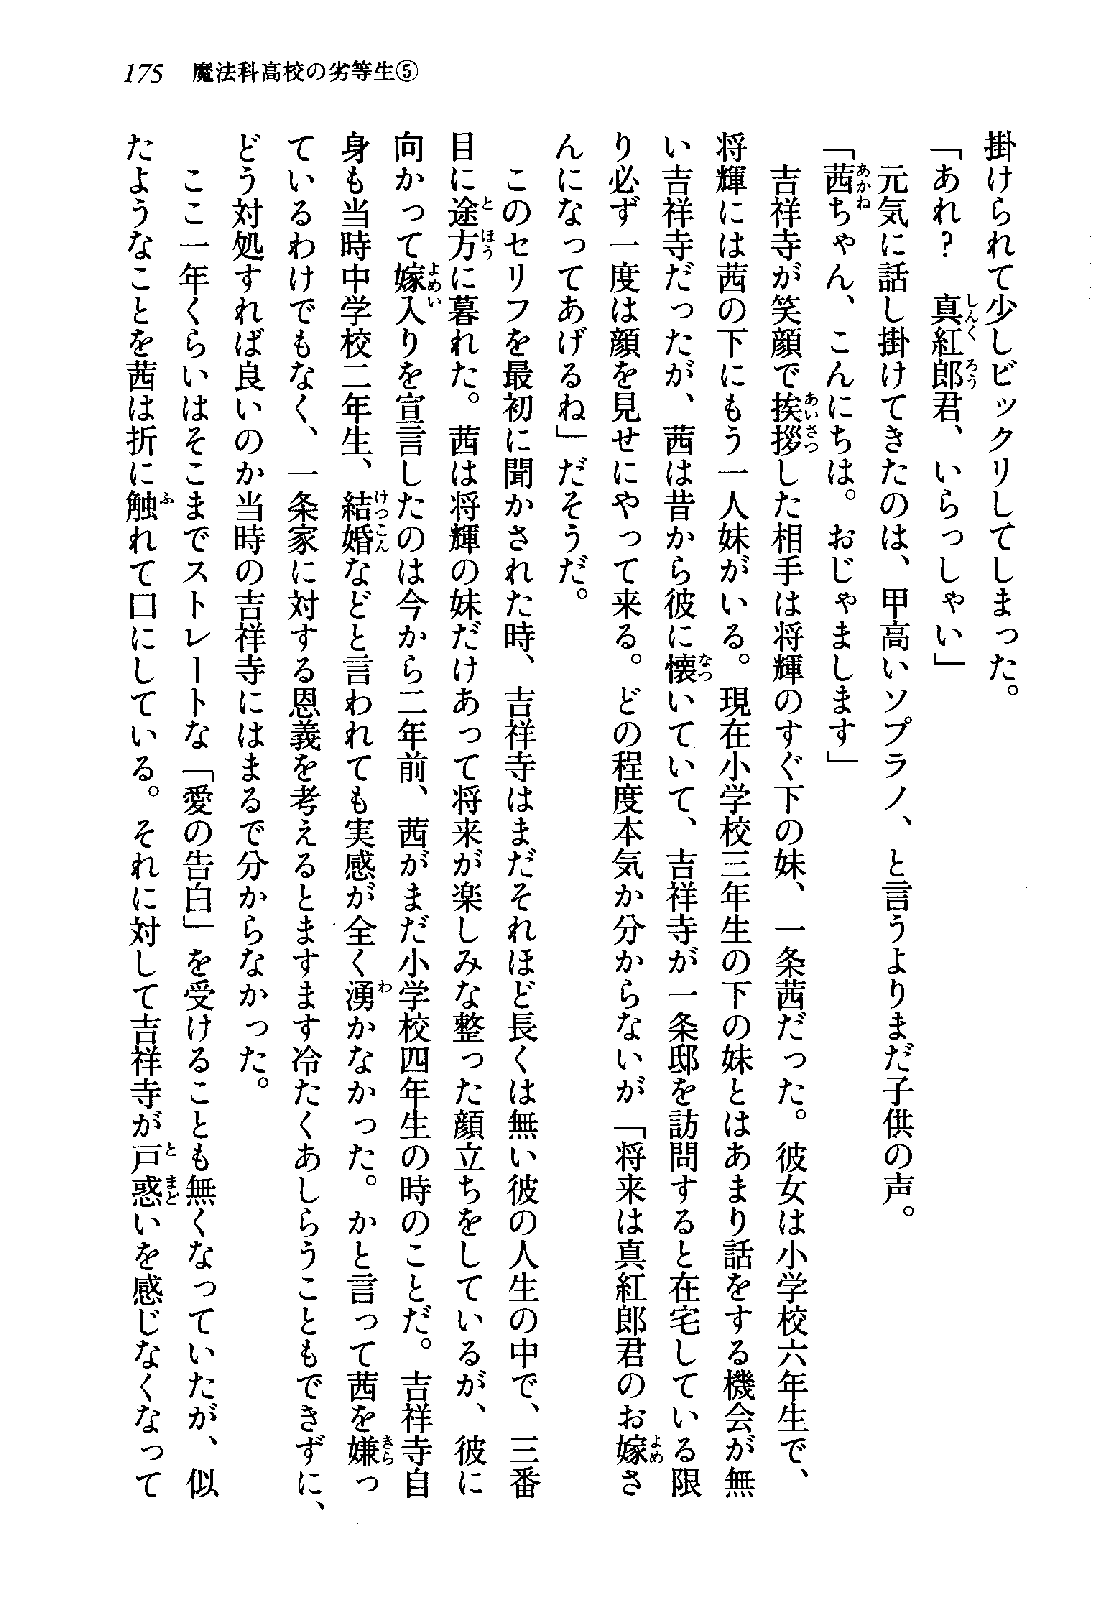 175　魔法科高校の劣等生⑤
掛けられて少しビックリしてしまった。
「あれ？　真紅郎君、いらっしゃい」
　元気に話し掛けてきたのは、甲高いソプラノ、と言うよりまだ子供の声。
「茜ちゃん、こんにちは。おじゃまします」
　吉祥寺が笑顔で挨拶した相手は将輝のすぐ下の妹、一条茜だった。彼女は小学校六年生で、
将輝には茜の下にもう一人妹がいる。現在小学校三年生の下の妹とはあまり話をする機会が無
い吉祥寺だったが、茜は昔から彼に懐いていて、吉祥寺が一条邸を訪問すると在宅している限
り必ず一度は顔を見せにやって来る。どの程度本気か分からないが「将来は真紅郎君のお嫁さ
んになってあげるね」だそうだ。
　このセリフを最初に聞かされた時、吉祥寺はまだそれほど長くは無い彼の人生の中で、三番
目に途方に暮れた。茜は将輝の妹だけあって将来が楽しみな整った顔立ちをしているが、彼に
向かって嫁入りを宣言したのは今から二年前、茜がまだ小学校四年生の時のことだ。吉祥寺自
身も当時中学校二年生、結婚などと言われても実感が全く湧かなかった。かと言って茜を嫌っ
ているわけでもなく、一条家に対する恩義を考えるとますます冷たくあしらうこともできずに、
どう対処すれば良いのか当時の吉祥寺にはまるで分からなかった。
　ここ一年くらいはそこまでストレートな「愛の告白」を受けることも無くなっていたが、似
たようなことを茜は折に触れて口にしている。それに対して吉祥寺が戸惑いを感じなくなって